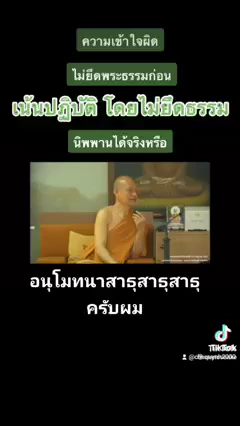 ความเข้าใจผิด
ไม่ยึดพระธรรมก่อน
เน้นปฏิบัติ โดยไม่ยึดธรรม
นิพพานได้จริงหรือ
อนุโมทนาสาธุสาธุสาธุ
ครับผม
TikTok